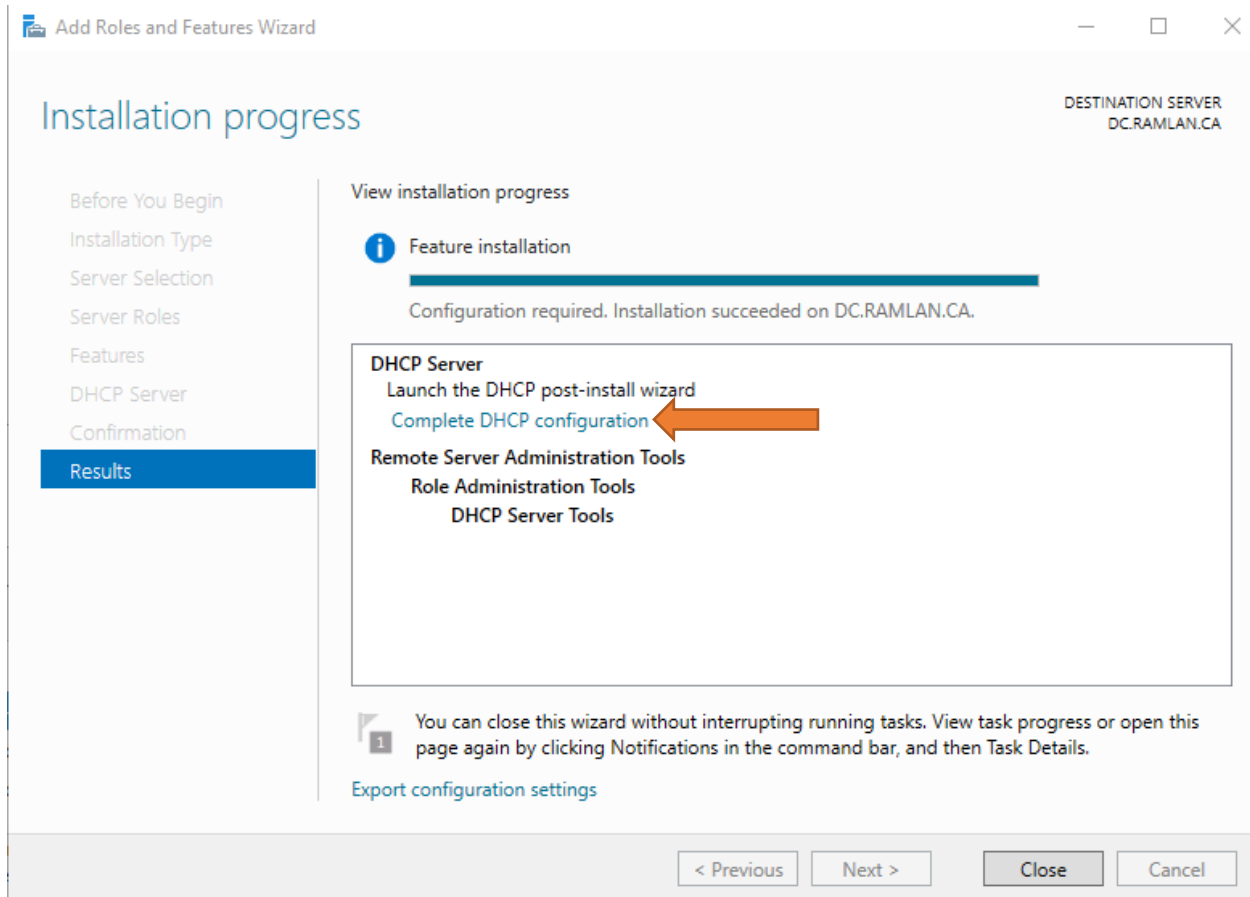 Add Roles and Features Wizard
Installation progress
DESTINATION SERVER
DC.RAMLAN.CA
Before You Begin
Installation Type
Server Selection
Server Roles
Features
DHCP Server
Confirmation
Results
View installation progress
Feature installation
Configuration required. Installation succeeded on DC.RAMLAN.CA.
DHCP Server
Launch the DHCP post-install wizard
Complete DHCP configuration
Remote Server Administration Tools
Role Administration Tools
DHCP Server Tools
1
You can close this wizard without interrupting running tasks. View task progress or open this
page again by clicking Notifications in the command bar, and then Task Details.
Export configuration settings
< Previous
Next >
Close
Cancel